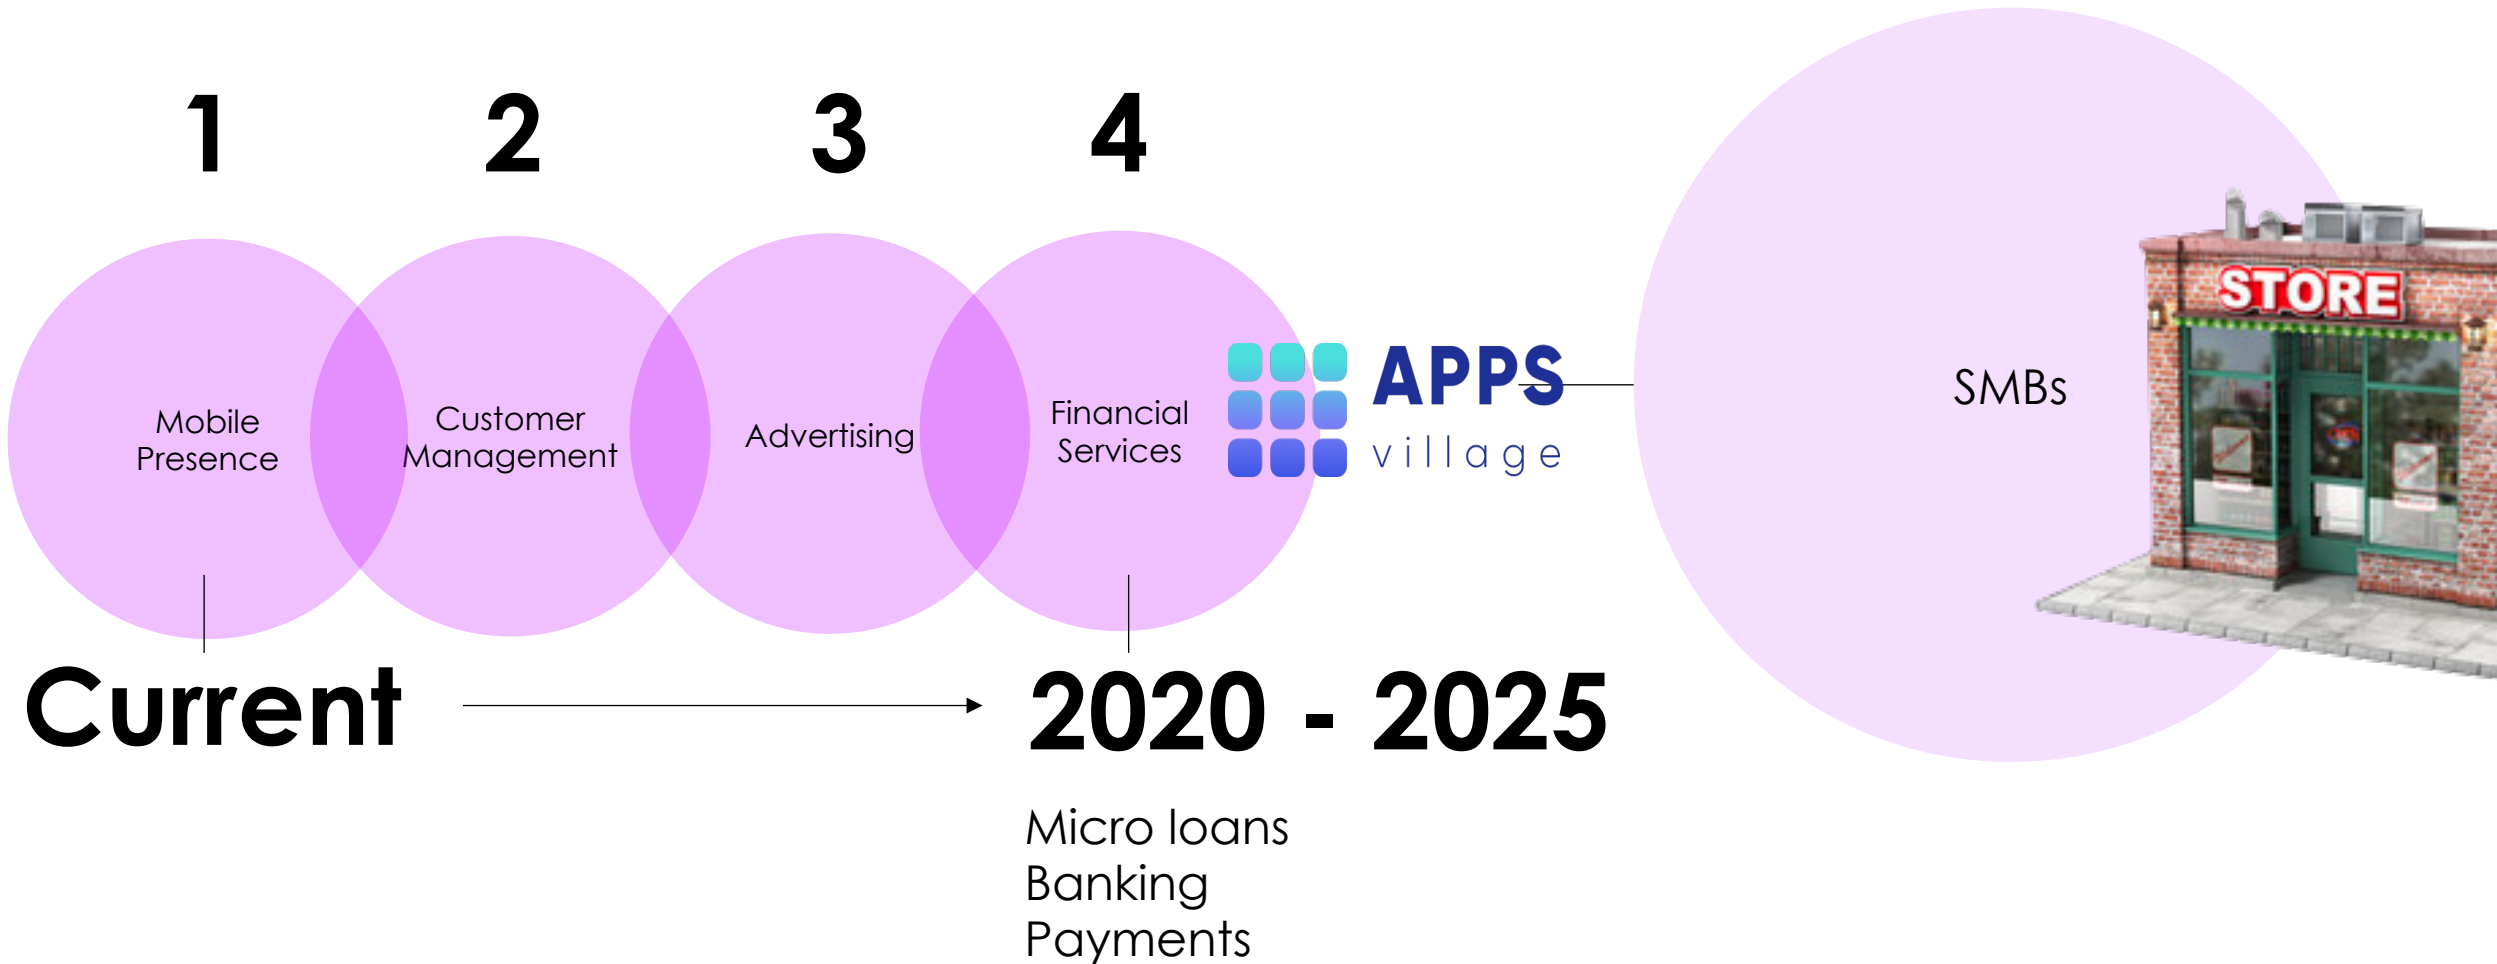 1
2
3
4
Mobile
Presence
Customer
Management
Advertising
Financial
Services
APPS
village
SMBs
STORE
Current
2020 - 2025
Micro loans
Banking
Payments